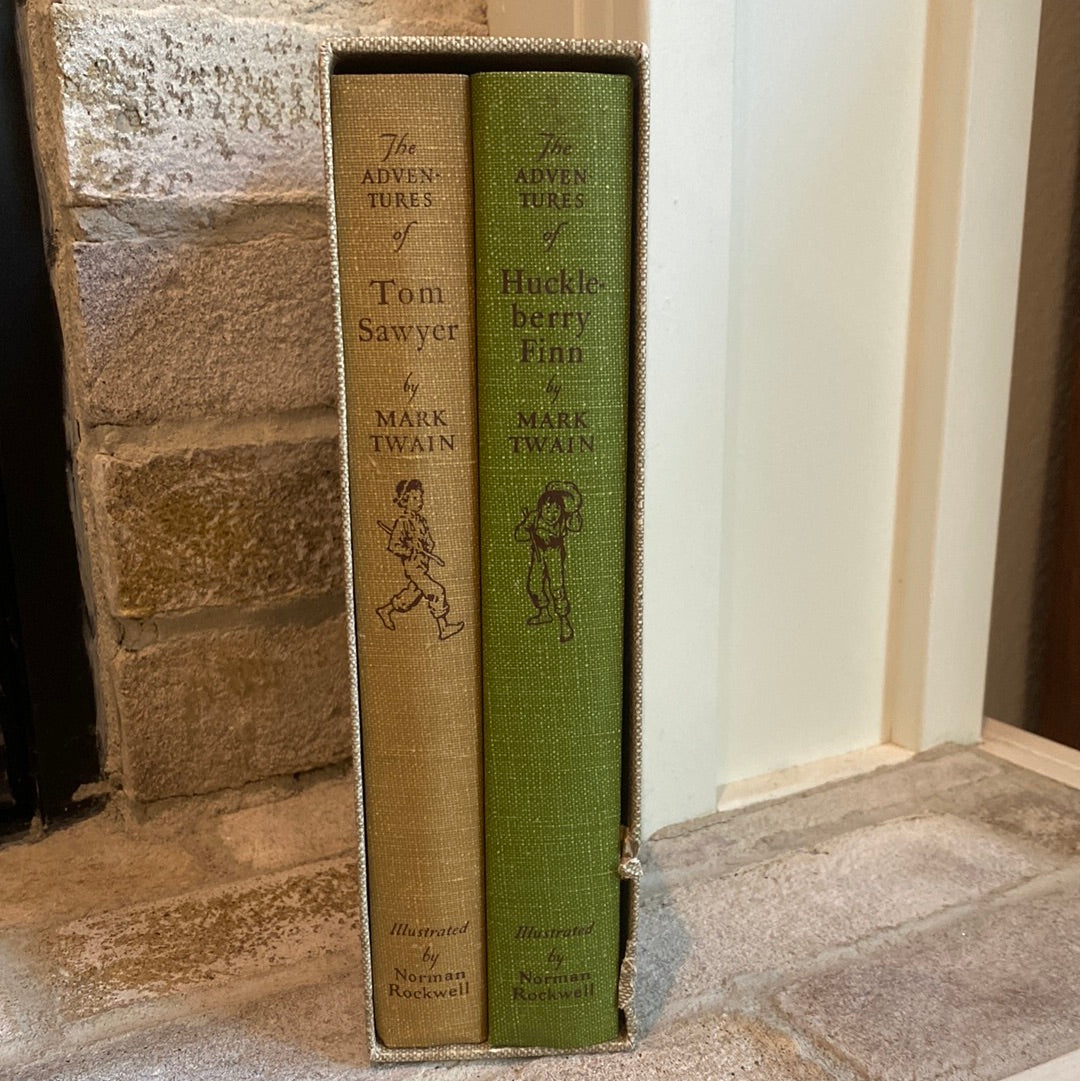 The
ADVEN-
TURES
of
Tom
Sawyer
by
MARK
TWAIN
Illustrated
by
Norman
Rockwell
The
ADVEN-
TURES
of
Huckle-
berry
Finn
by
MARK
TWAIN
Illustrated
by
Norman
Rockwell